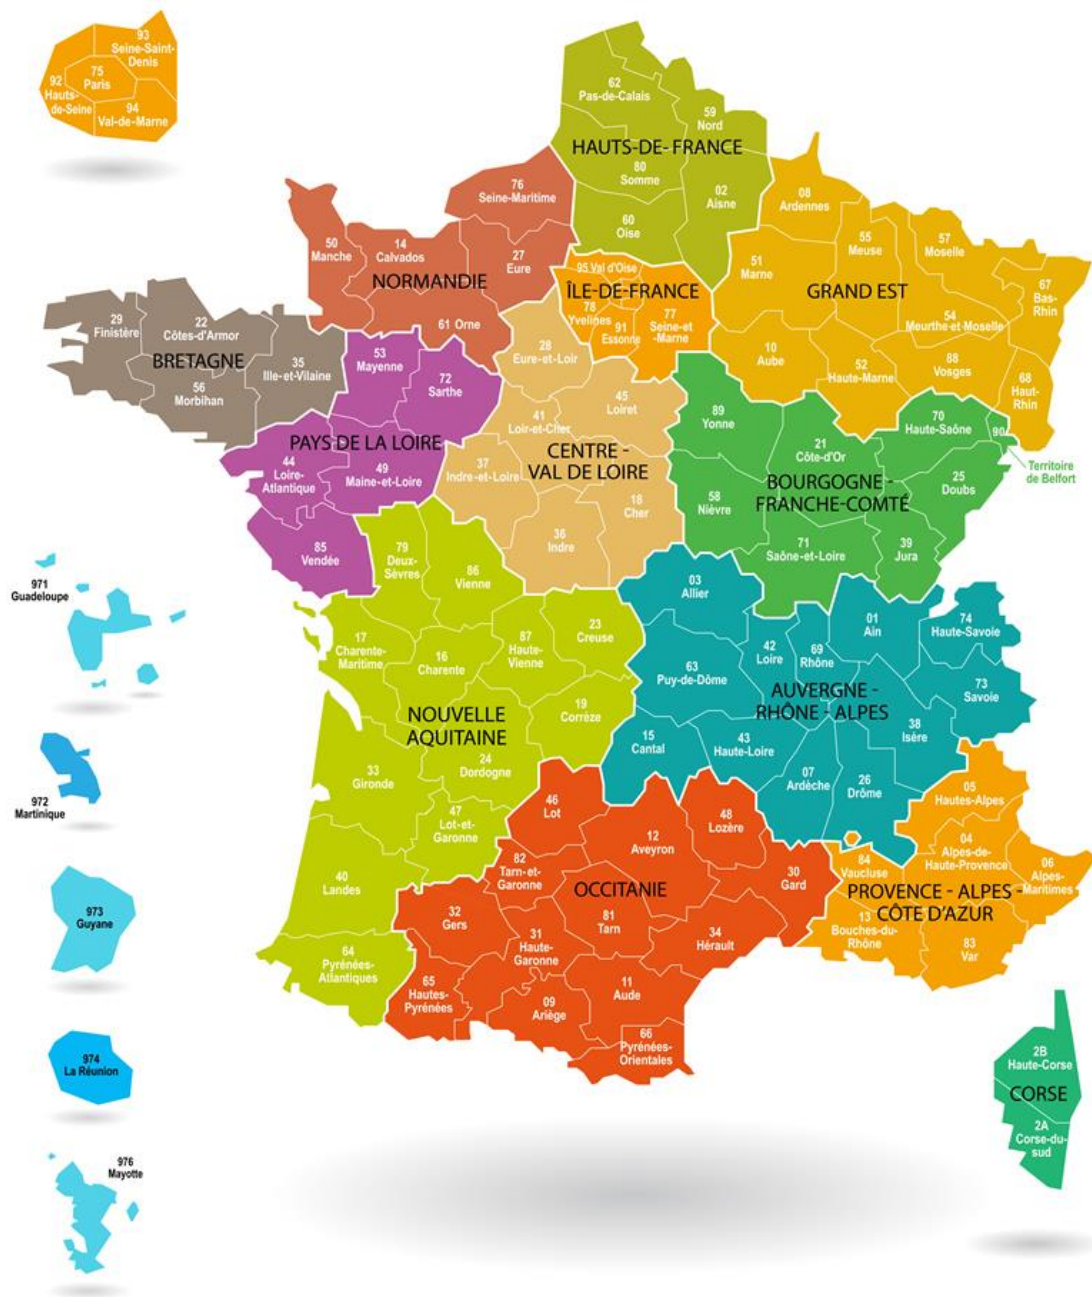 93
Seine-Saint-
Denis
75
Paris
92
Hauts-
de-Seine
94
Val-de-Marne
62
Pas-de-Calais
59
Nord
HAUTS-DE- FRANCE
80
Somme
02
Aisne
60
Oise
76
Seine-Maritime
50
Manche
14
Calvados
27
Eure
NORMANDIE
61 Orne
95 Val d'Oise
ÎLE-DE-FRANCE
78
Yvelines
91
Essonne
77
Seine-et
-Marne
08
Ardennes
51
Marne
55
Meuse
57
Moselle
67
Bas-
Rhin
GRAND EST
54
Meurthe-et-Moselle
10
Aube
52
Haute-Marne
88
Vosges
68
Haut-
Rhin
29
Finistére
22
Côtes-d'Armor
BRETAGNE
35
Ille-et-Vilaine
56
Morbihan
53
Mayenne
72
Sarthe
PAYS DE LA LOIRE
44
Loire-
Atlantique
49
Maine-et-Loire
85
Vendée
28
Eure-et-Loir
45
Loiret
41
Loir-et-Cher
CENTRE -
VAL DE LOIRE
37
Indre-et-Loire
18
Cher
36
Indre
89
Yonne
21
Côte-d'Or
70
Haute-Saône
90
Territoire
de Belfort
BOURGOGNE -
FRANCHE-COMTÉ
25
Doubs
58
Nièvre
71
Saône-et-Loire
39
Jura
79
Deux-
Sèvres
86
Vienne
17
Charente-
Maritime
16
Charente
87
Haute-
Vienne
23
Creuse
19
Corrèze
NOUVELLE
AQUITAINE
24
Dordogne
33
Gironde
47
Lot-et-
Garonne
40
Landes
64
Pyrénées-
Atlantiques
03
Allier
01
Ain
74
Haute-Savoie
42
Loire
69
Rhône
63
Puy-de-Dôme
73
Savoie
AUVERGNE -
RHÔNE - ALPES
38
Isère
15
Cantal
43
Haute-Loire
07
Ardèche
26
Drôme
46
Lot
12
Aveyron
48
Lozère
82
Tarn-et-
Garonne
OCCITANIE
30
Gard
32
Gers
31
Haute-
Garonne
81
Tarn
34
Hérault
65
Hautes-
Pyrénées
09
Ariège
11
Aude
66
Pyrénées-
Orientales
05
Hautes-Alpes
04
Alpes-de-
Haute-Provence
06
Alpes-
Maritimes
84
Vaucluse
PROVENCE - ALPES -
CÔTE D'AZUR
13
Bouches-du-
Rhône
83
Var
2B
Haute-Corse
CORSE
2A
Corse-du-
sud
971
Guadeloupe
972
Martinique
973
Guyane
974
La Réunion
976
Mayotte